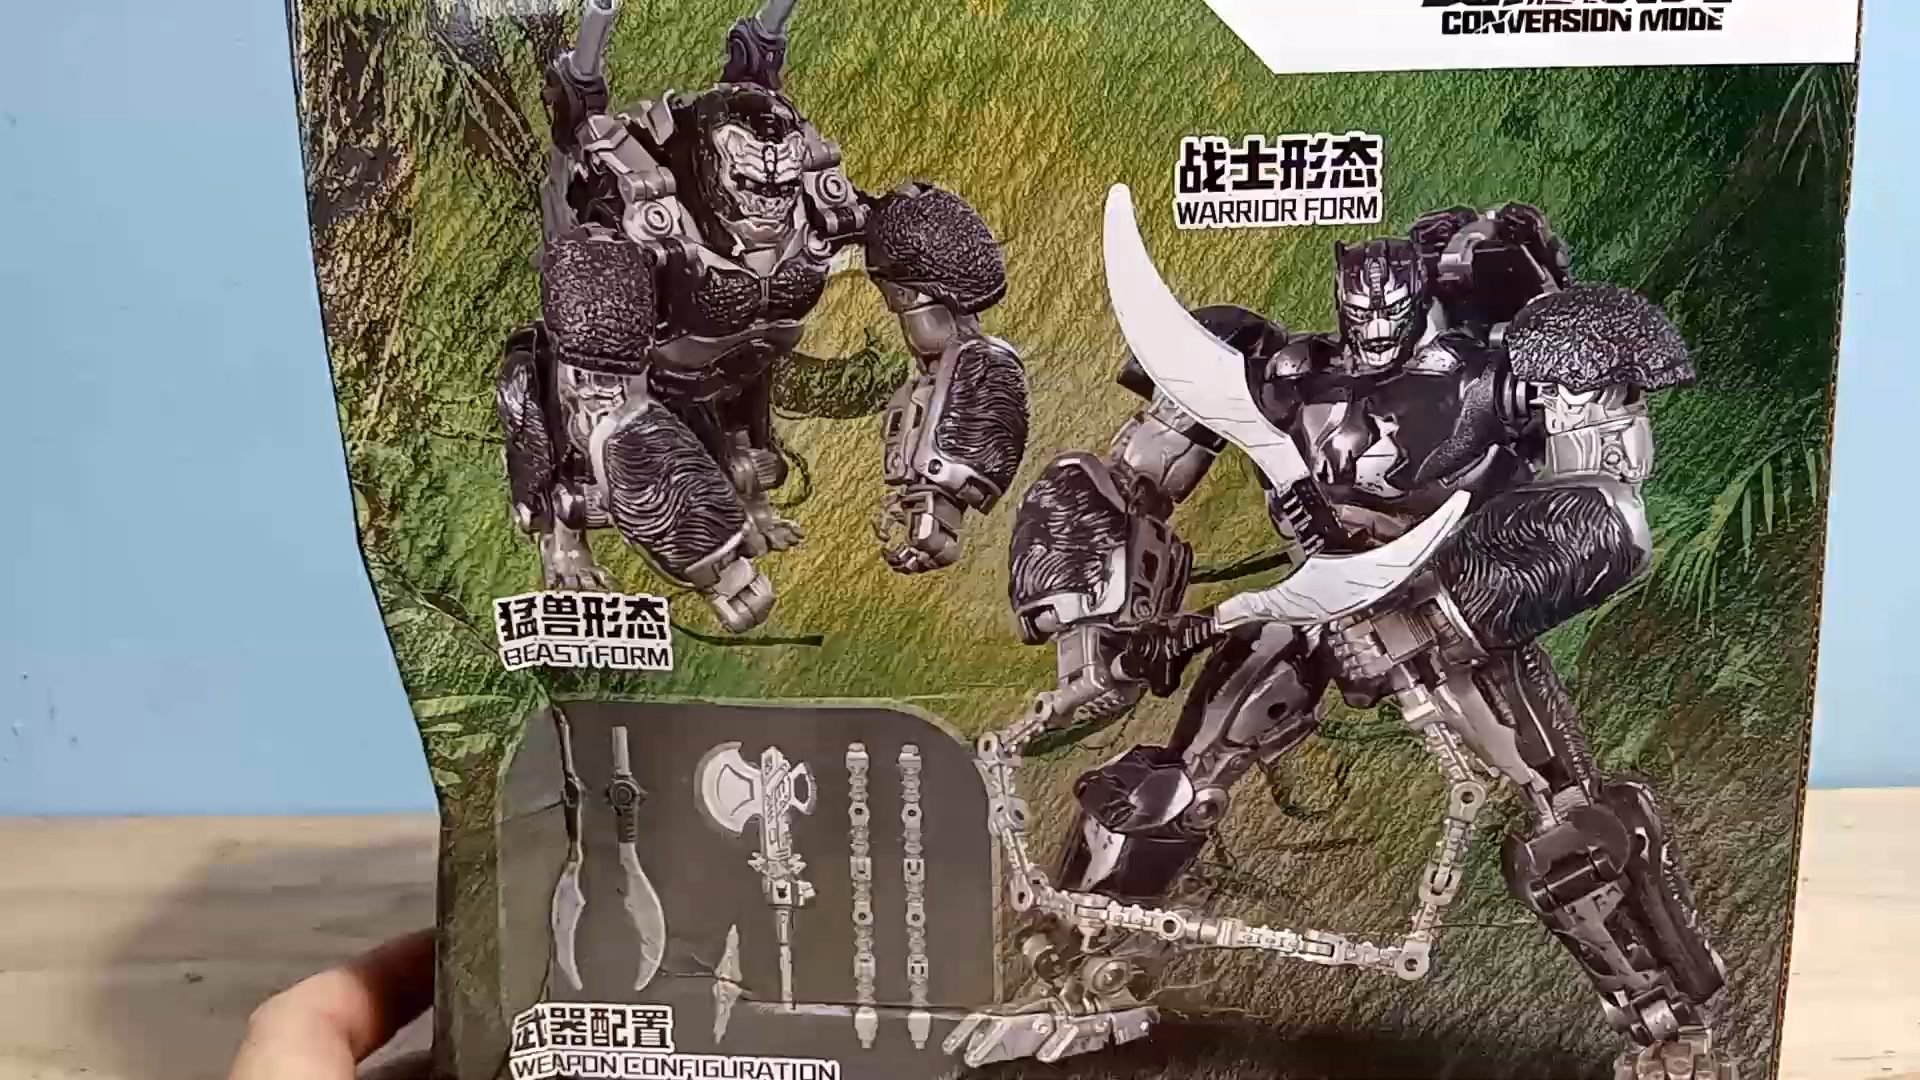 CONVERSION MODE
战士形态
WARRIOR FORM
猛兽形态
BEAST FORM
武器配置
WEAPON CONFIGURATION